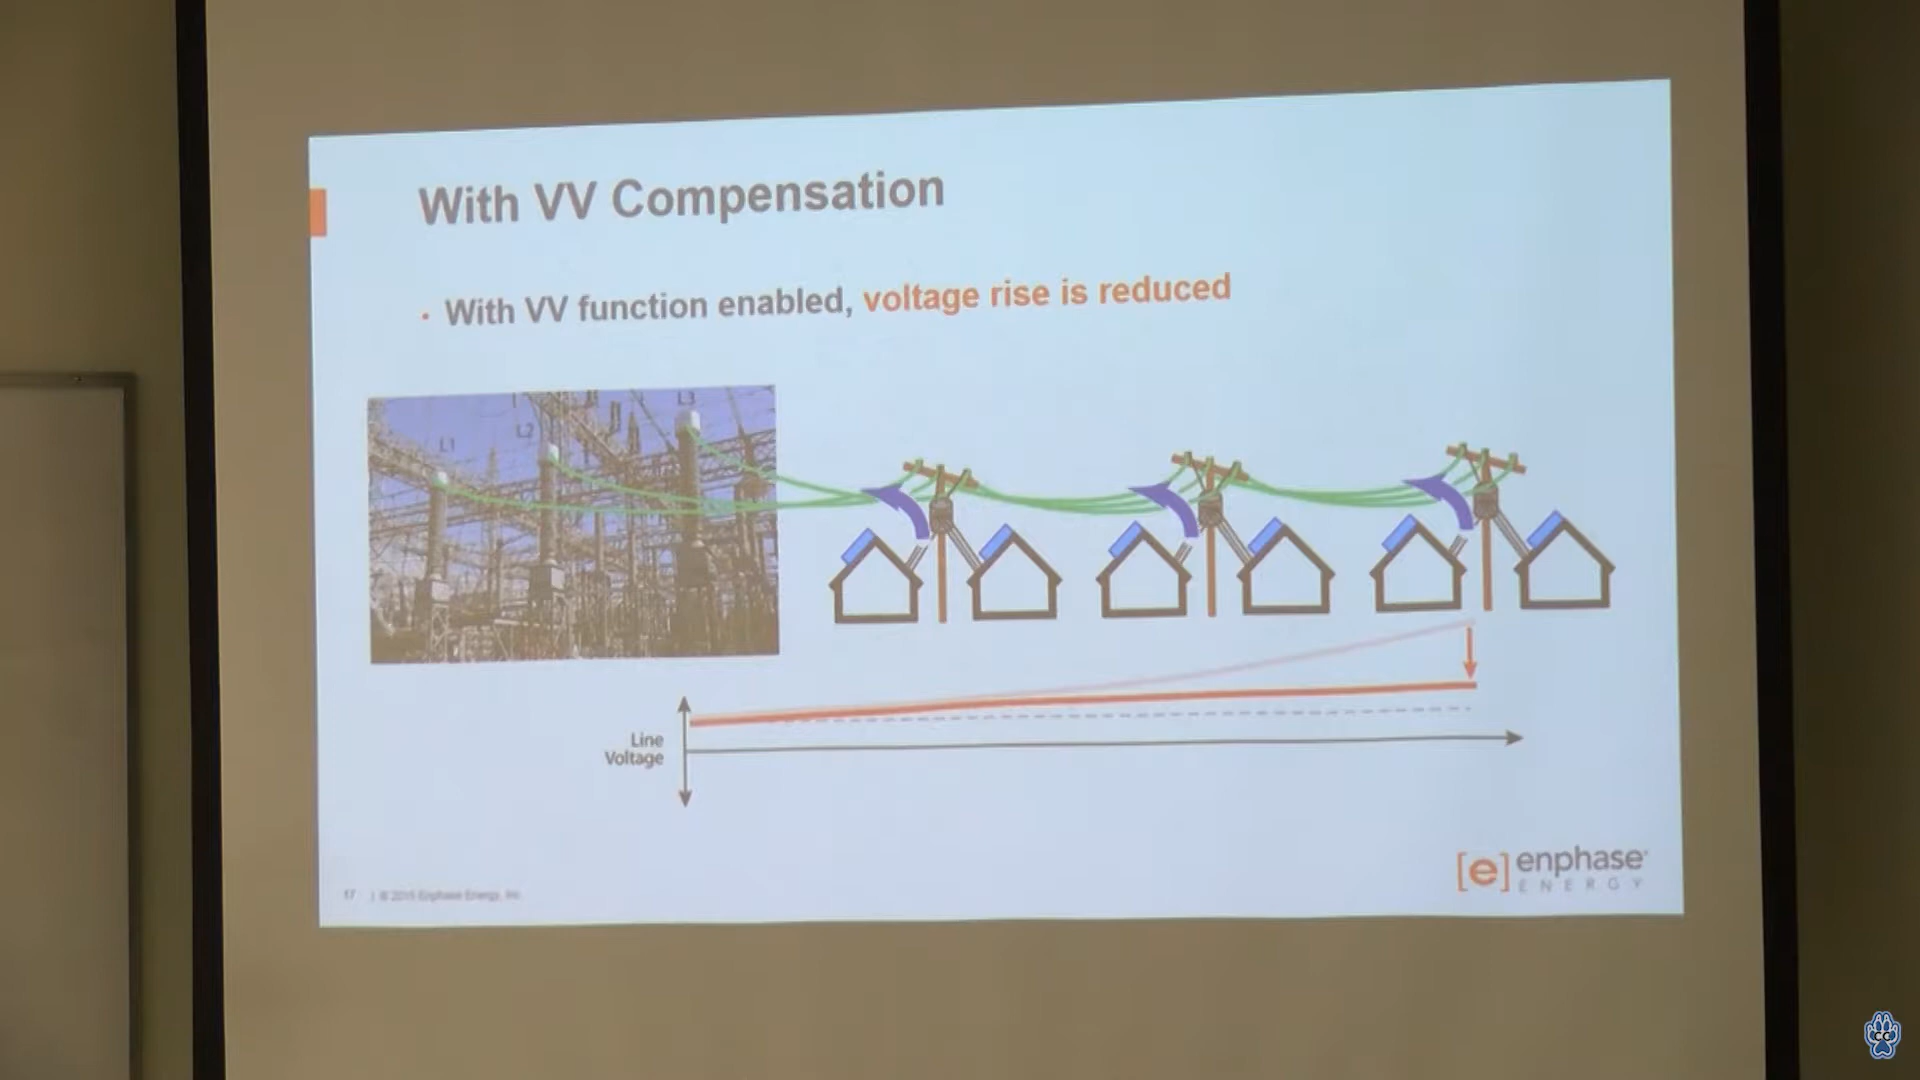 With VV Compensation
· With VV function enabled, voltage rise is reduced
L1
L2
L3
Line
Voltage
[e] enphase
ENERGY
17 | © 2015 Enphase Energy, Inc.
CC